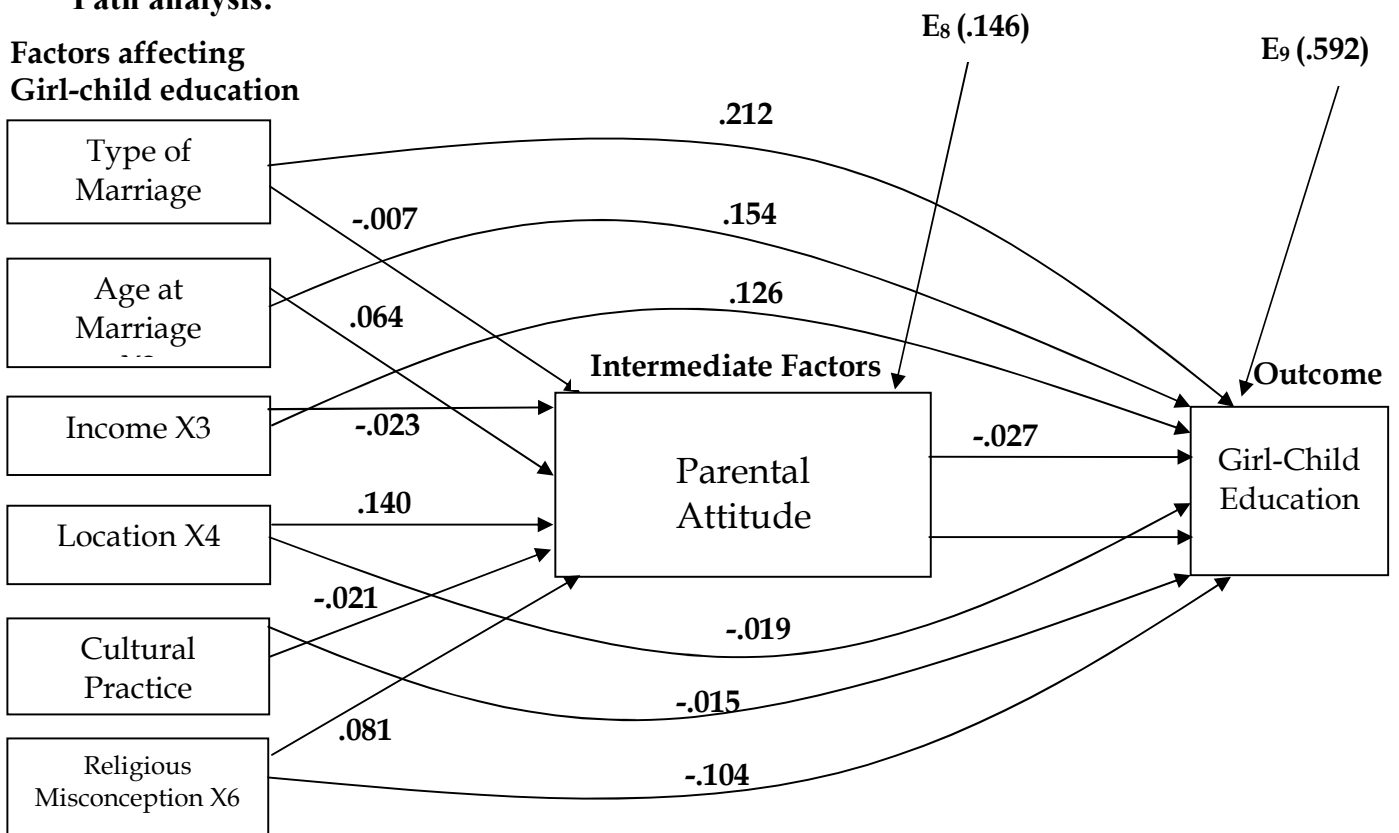 Path analysis:
E8 (.146)
E9 (.592)
Factors affecting
Girl-child education
.212
Type of
Marriage
-.007
.154
Age at
Marriage
.126
.064
Intermediate Factors
Outcome
Income X3
-.023
-.027
Parental
Attitude
Girl-Child
Education
.140
Location X4
-.021
-.019
Cultural
Practice
-.015
.081
Religious
Misconception X6
-.104